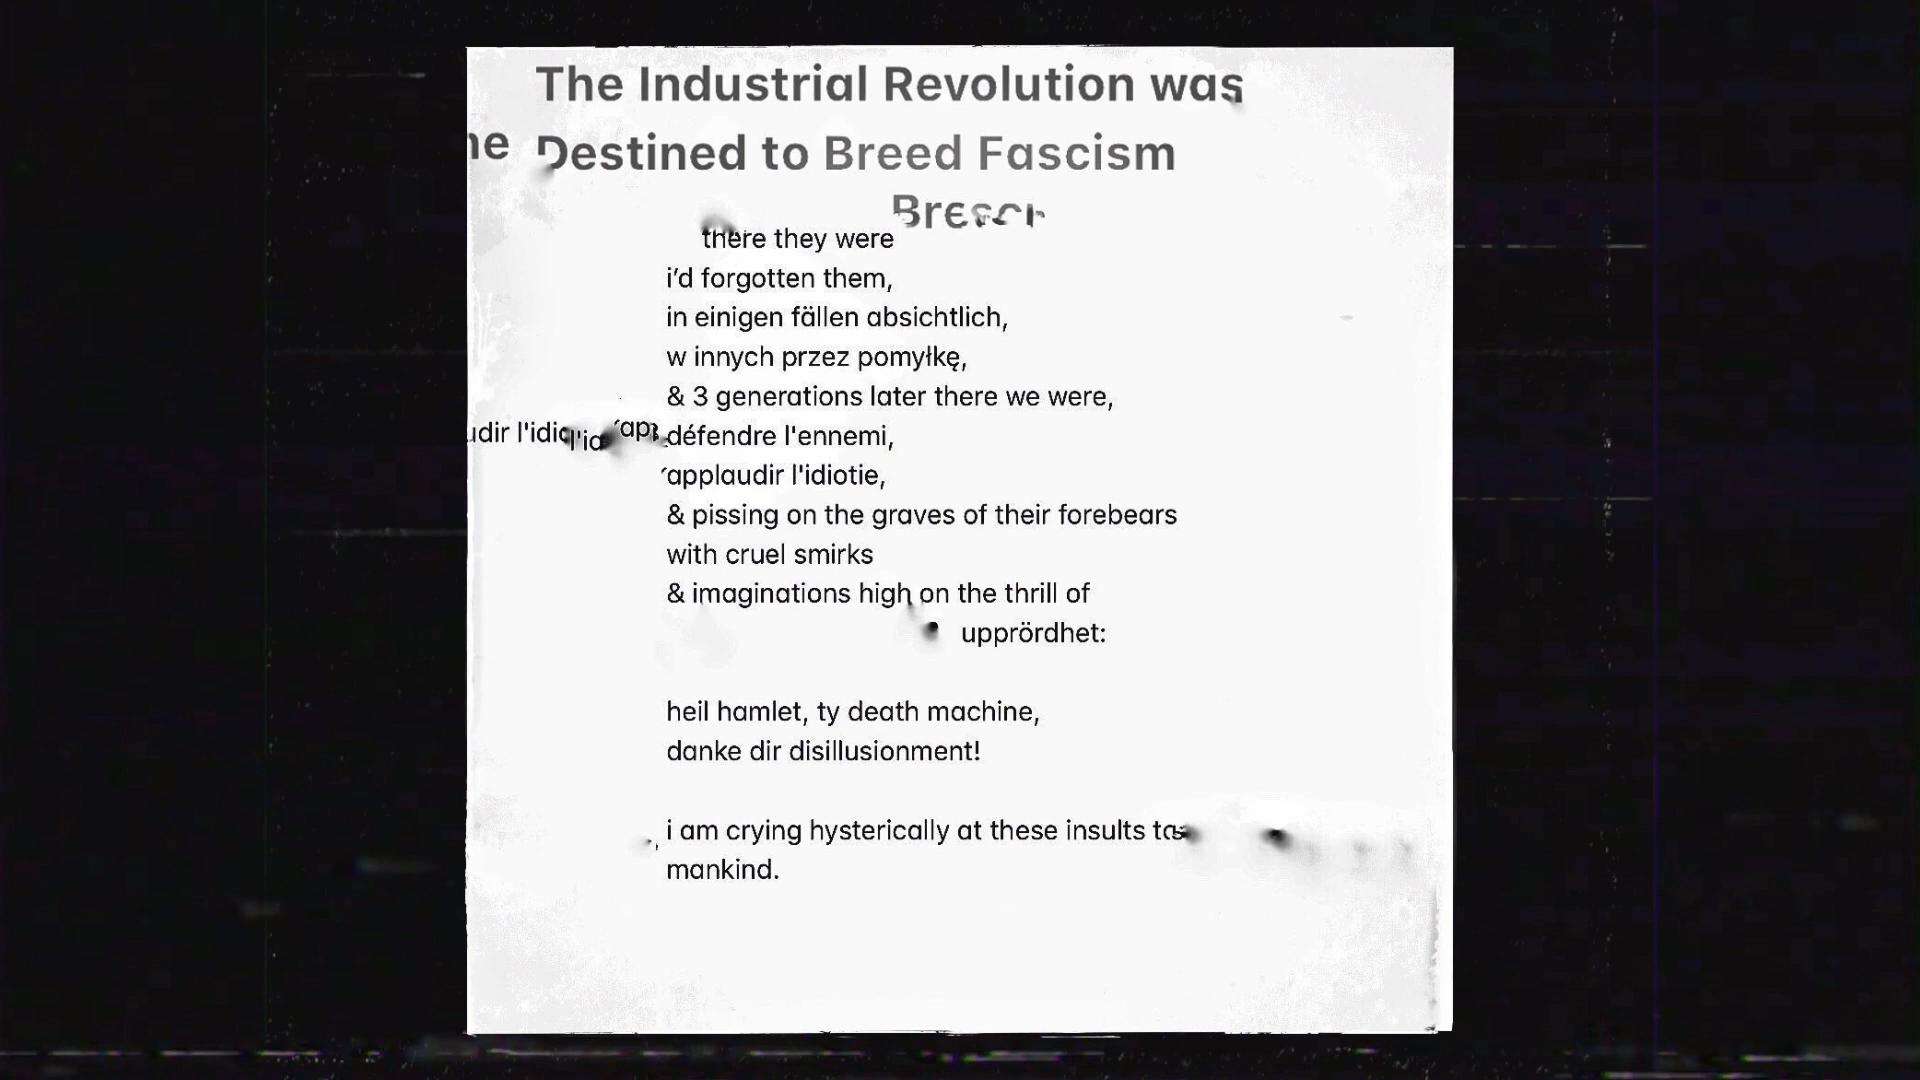 The Industrial Revolution was
Destined to Breed Fascism
there they were
i’d forgotten them,
in einigen fällen absichtlich,
w innych przez pomyłkę,
& 3 generations later there we were,
défendre l'ennemi,
applaudir l'idiotie,
& pissing on the graves of their forebears
with cruel smirks
& imaginations high on the thrill of
upprördhet:
heil hamlet, ty death machine,
danke dir disillusionment!
i am crying hysterically at these insults to
mankind.